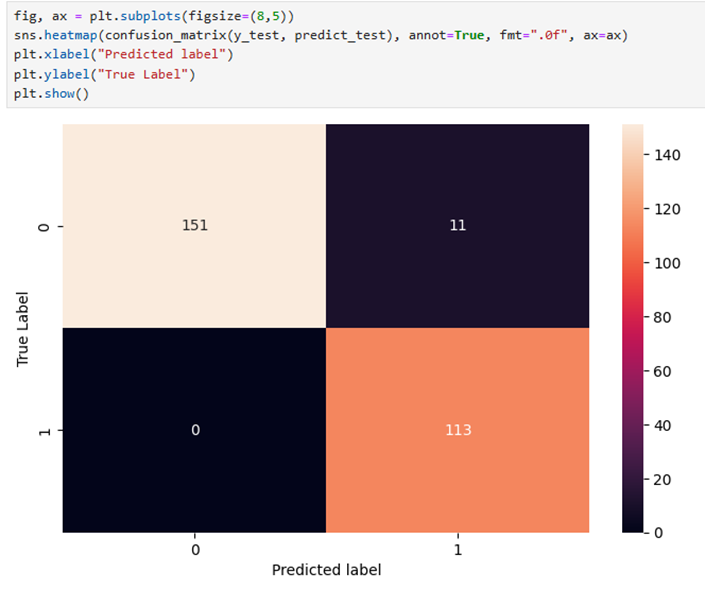 fig, ax = plt.subplots(figsize=(8,5))
sns.heatmap(confusion_matrix(y_test, predict_test), annot=True, fmt=".0f", ax=ax)
plt.xlabel("Predicted label")
plt.ylabel("True Label")
plt.show()
140
120
100
80
60
40
20
0
True Label
0
151
11
1
0
113
0
1
Predicted label